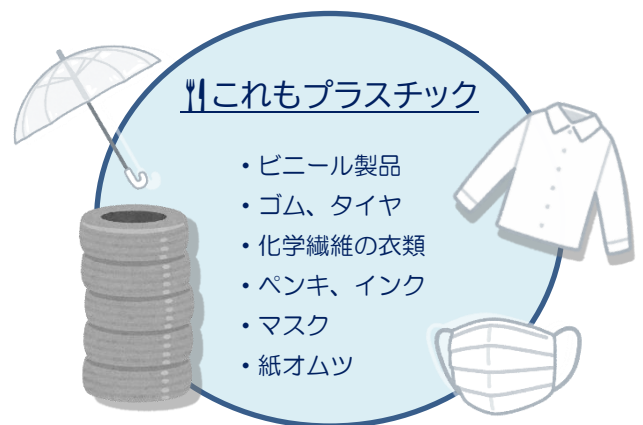 これもプラスチック
・ビニール製品
・ゴム、タイヤ
・化学繊維の衣類
・ペンキ、インク
・マスク
・紙オムツ